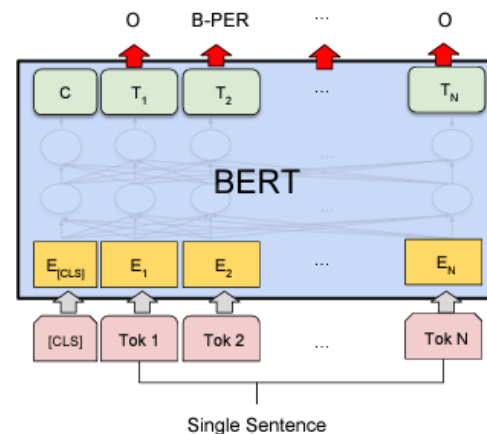 O B-PER ... O
C T1 T2 ... TN
...
BERT
...
E[CLS] E1 E2 ... EN
[CLS] Tok 1 Tok 2 ... Tok N
Single Sentence